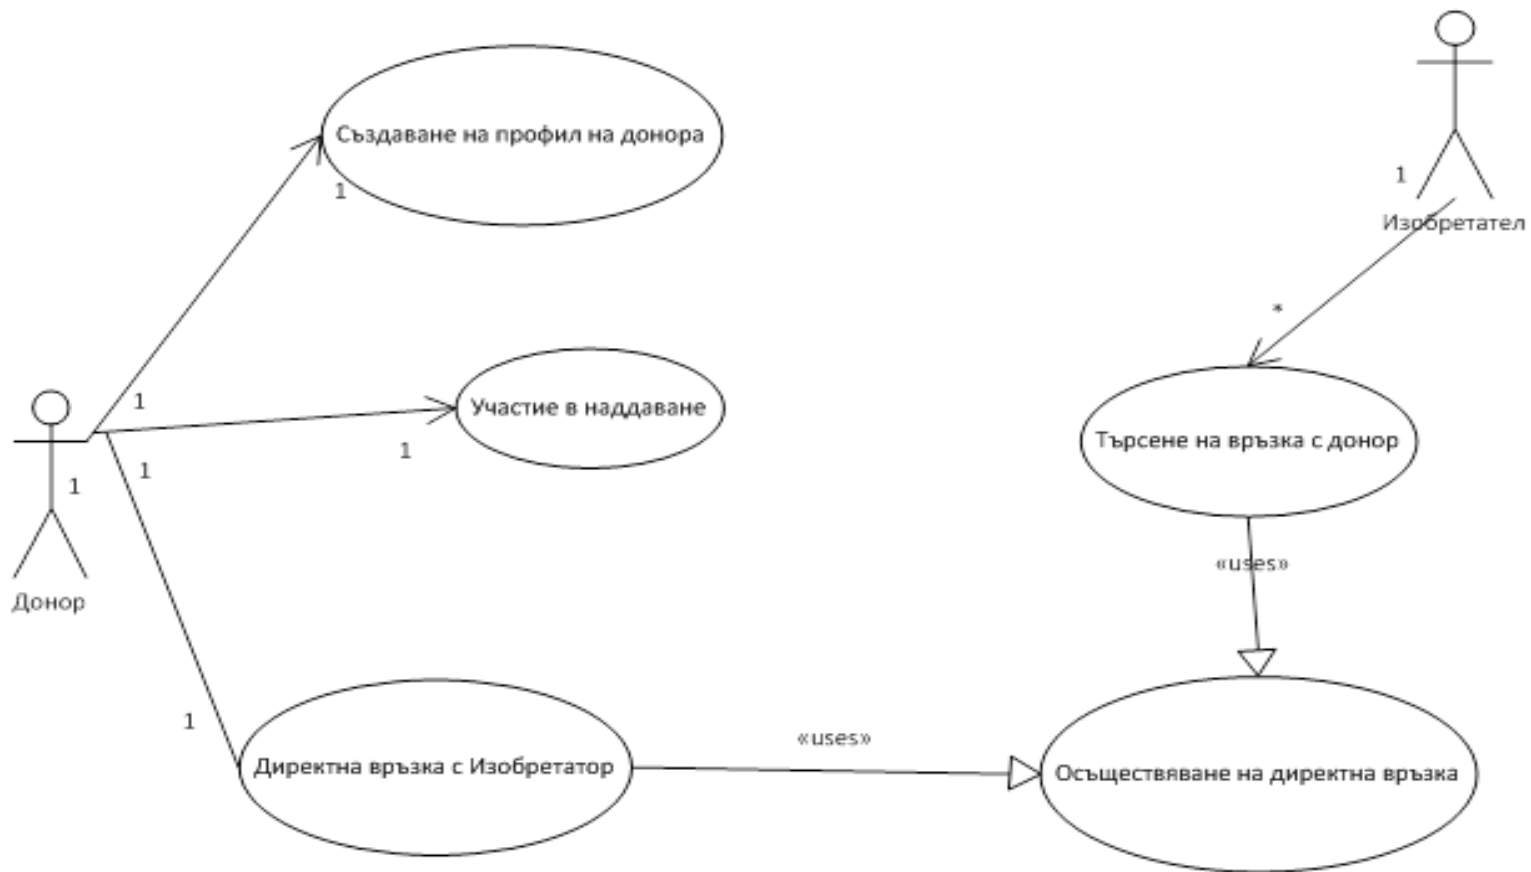 Създаване на профил на донора
1
1
Изобретател
*
1
Участие в наддаване
1
Търсене на връзка с донор
1
1
Донор
«uses»
1
«uses»
Директна връзка с Изобретатор
Осъществяване на директна връзка